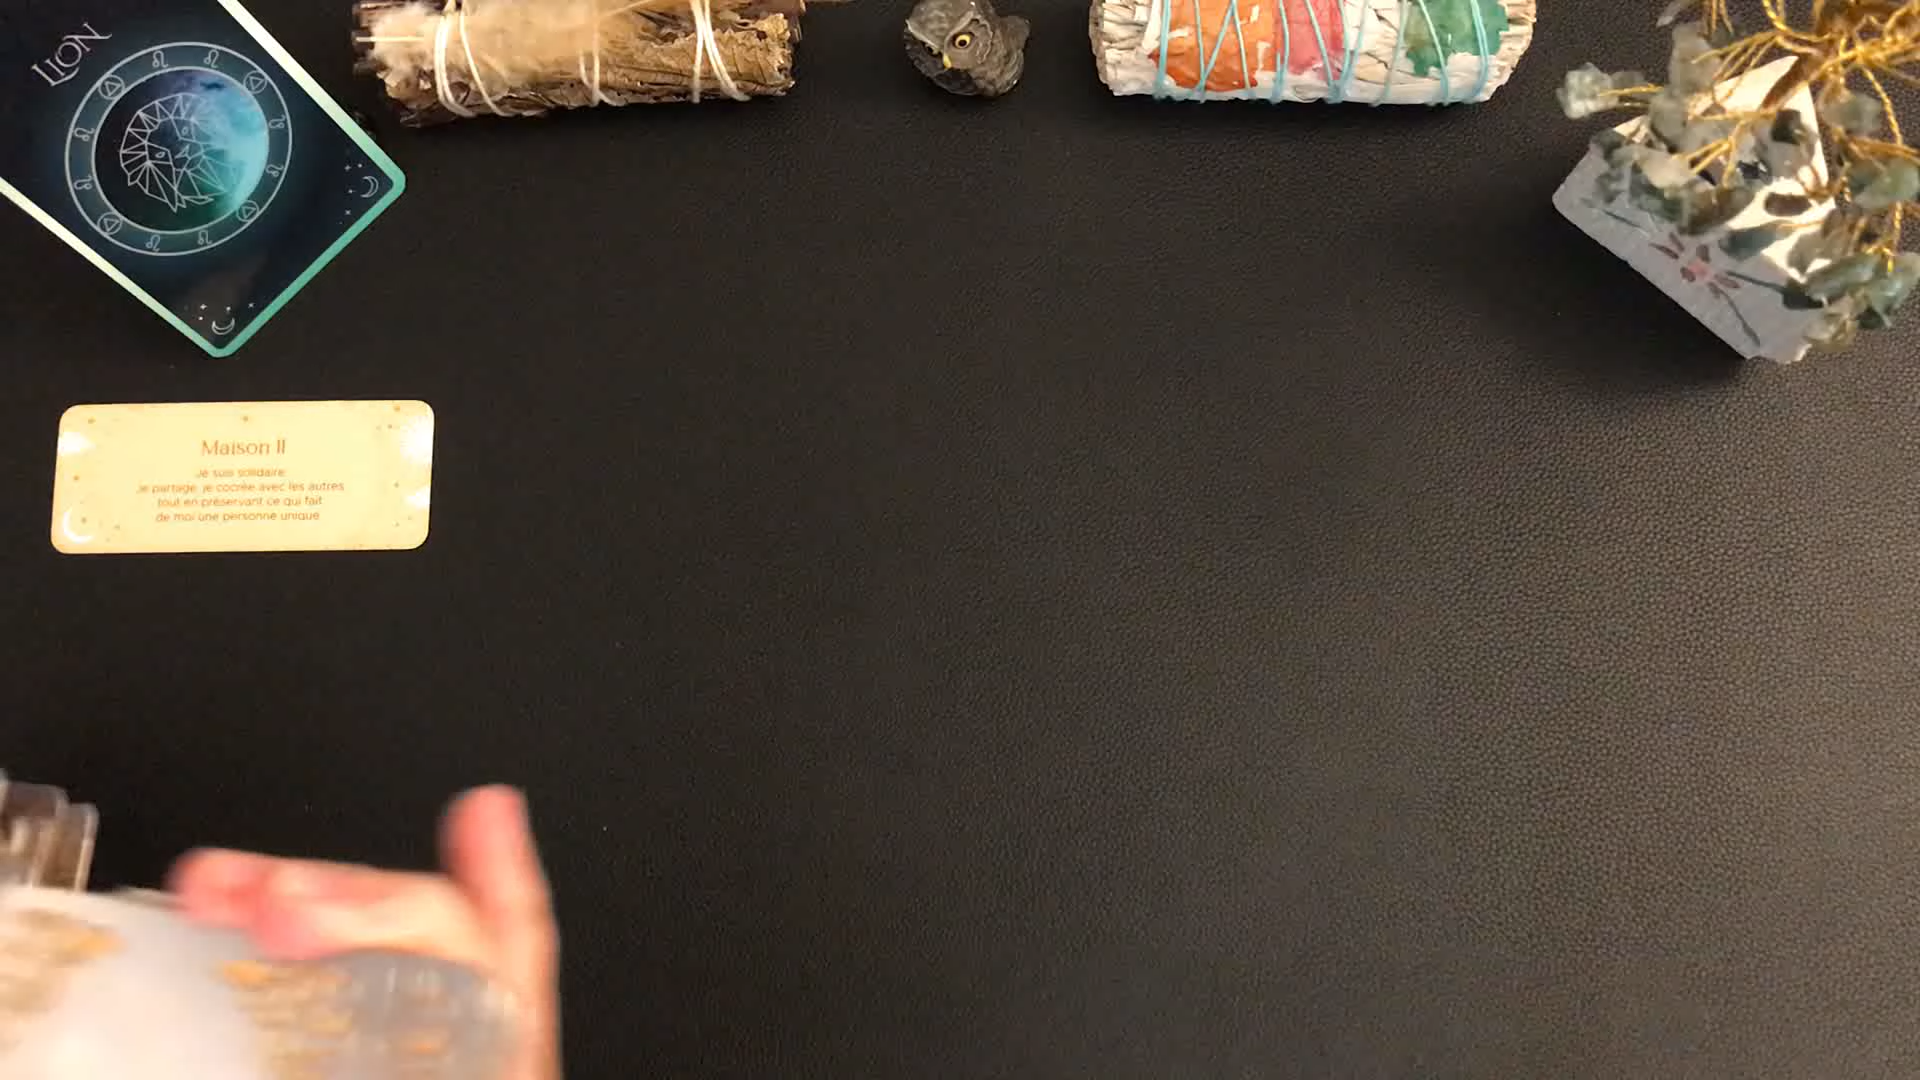 LION
Maison II
Je suis solidaire.
Je partage, je cocrée avec les autres
tout en préservant ce qui fait
de moi une personne unique.